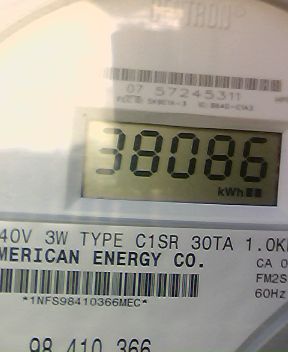 CENTRON®
07 57245311
38086
kWh
40V 3W TYPE C1SR 30TA 1.0K
MERICAN ENERGY CO.
CA 0
FM2S
60Hz
*1NFS98410366MEC*
98 410 366